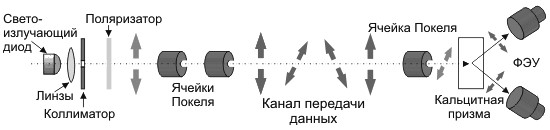 Свето-
излучающий
диод
Поляризатор
Ячейка Покеля
Линзы
Коллиматор
Ячейки
Покеля
Канал передачи
данных
ФЭУ
Кальцитная
призма